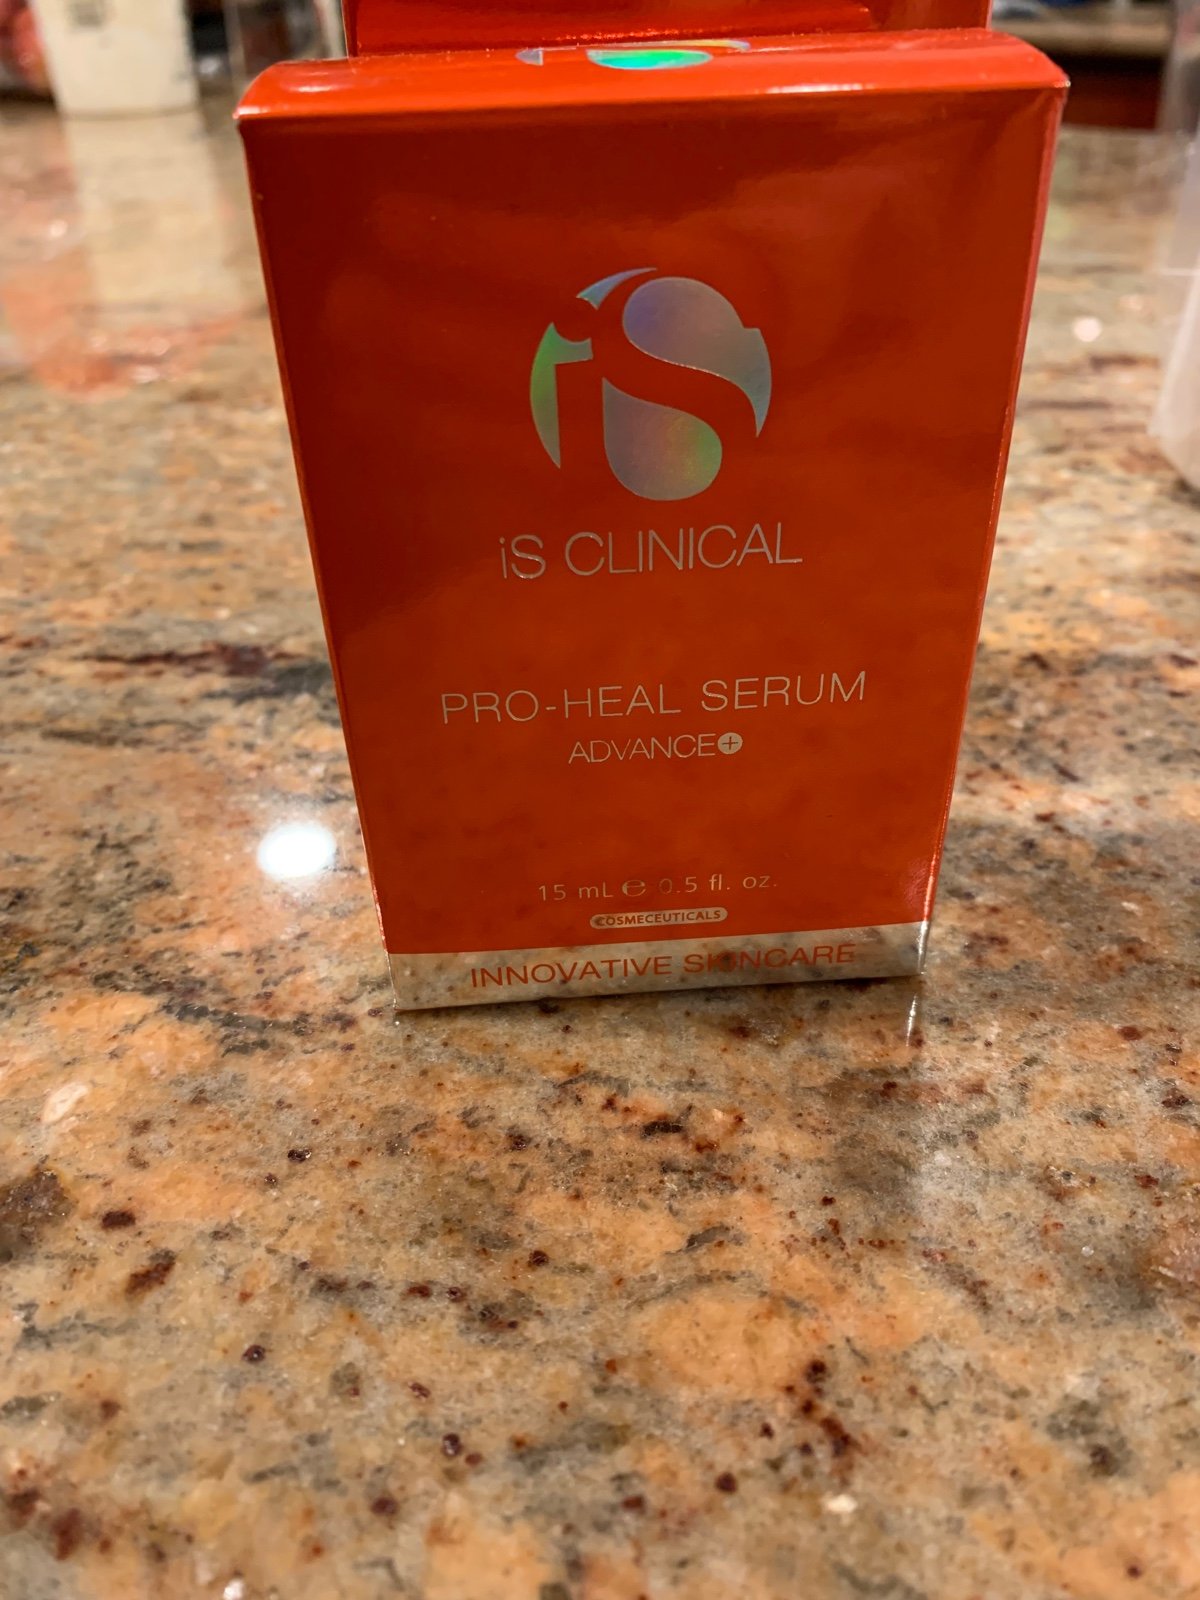 iS
iS CLINICAL
PRO-HEAL SERUM
ADVANCE+
15 mL ℮ 0.5 fl. oz.
COSMECEUTICALS
INNOVATIVE SKINCARE